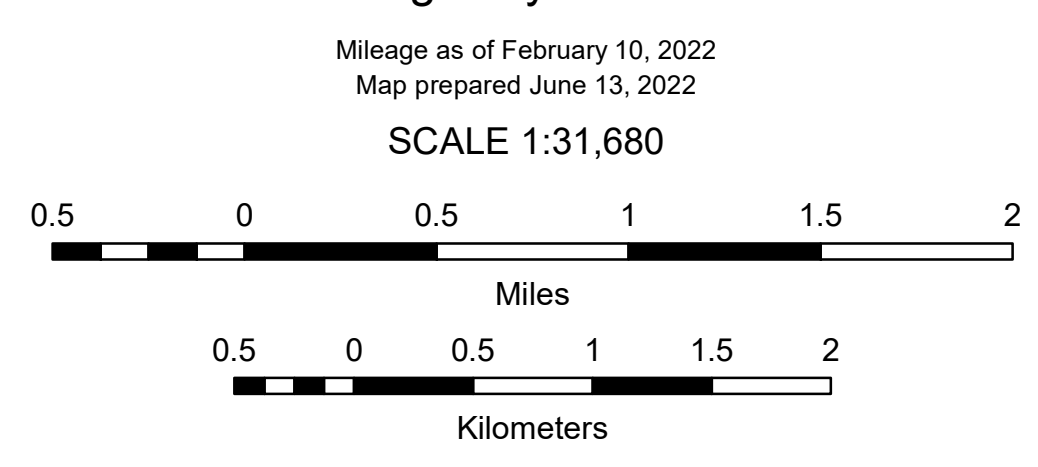 Mileage as of February 10, 2022
Map prepared June 13, 2022
SCALE 1:31,680
0.5 0 0.5 1 1.5 2
Miles
0.5 0 0.5 1 1.5 2
Kilometers